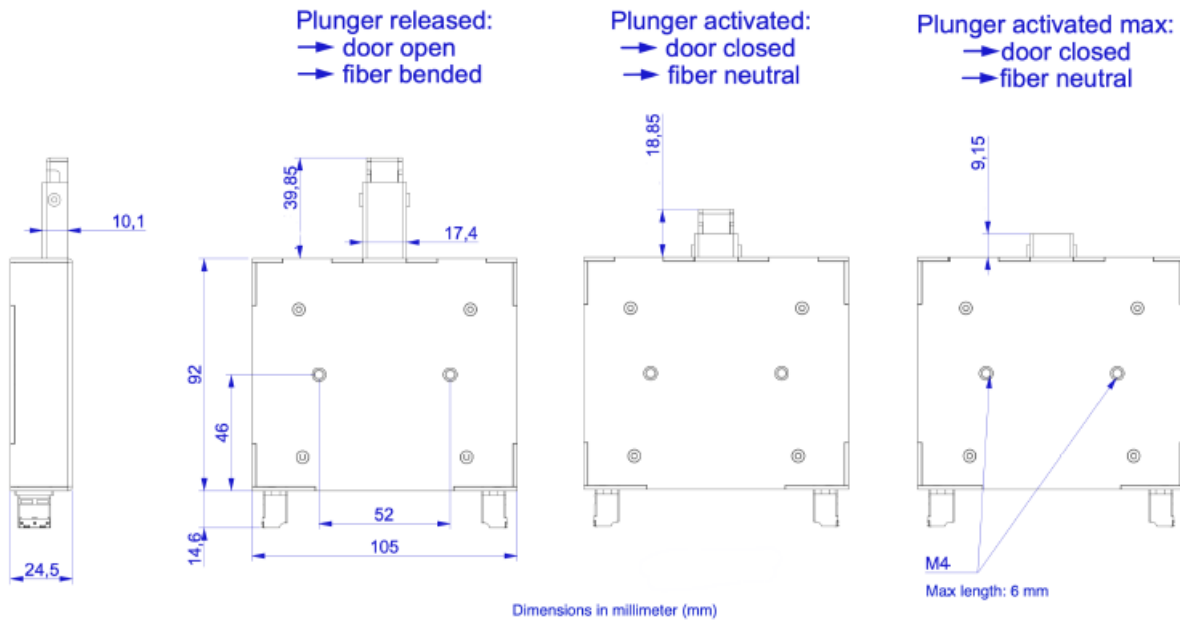 Plunger released:
→ door open
→ fiber bended
Plunger activated:
→ door closed
→ fiber neutral
Plunger activated max:
→ door closed
→ fiber neutral
39,85
18,85
9,15
10,1
17,4
92
46
52
14,6
105
24,5
M4
Max length: 6 mm
Dimensions in millimeter (mm)